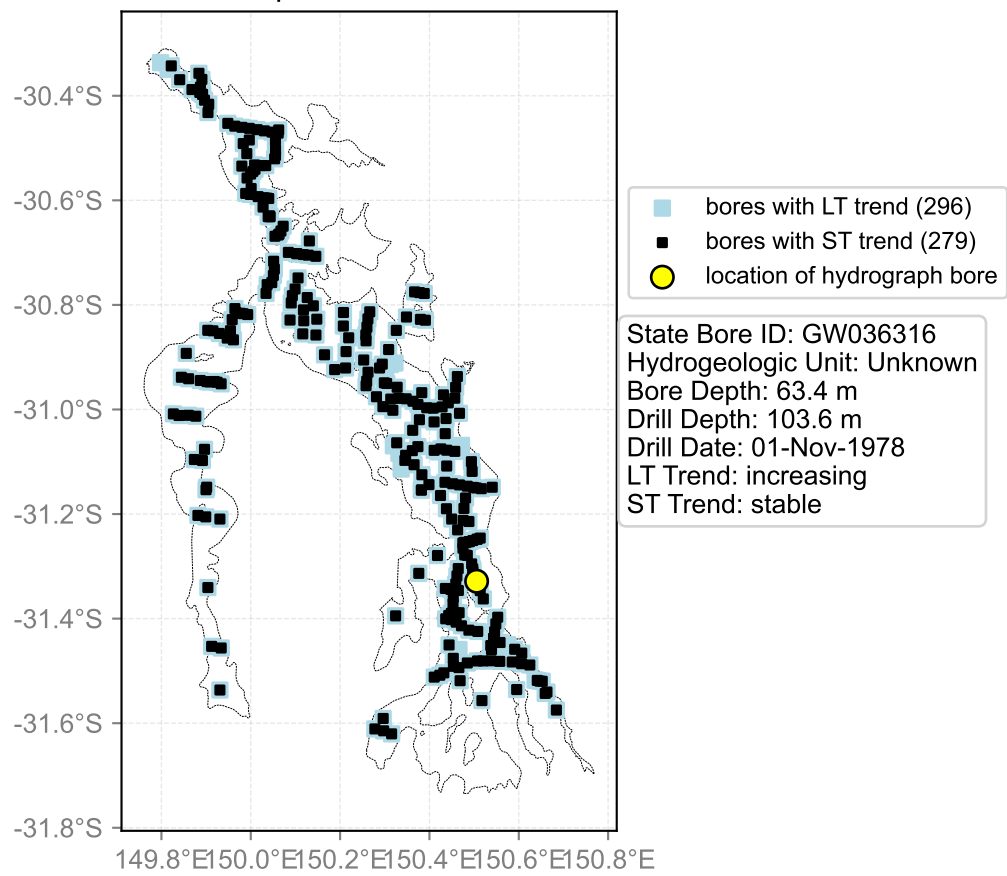 -30.4°S
-30.6°S
-30.8°S
-31.0°S
-31.2°S
-31.4°S
-31.6°S
-31.8°S
149.8°E150.0°E150.2°E150.4°E150.6°E150.8°E
bores with LT trend (296)
bores with ST trend (279)
location of hydrograph bore
State Bore ID: GW036316
Hydrogeologic Unit: Unknown
Bore Depth: 63.4 m
Drill Depth: 103.6 m
Drill Date: 01-Nov-1978
LT Trend: increasing
ST Trend: stable